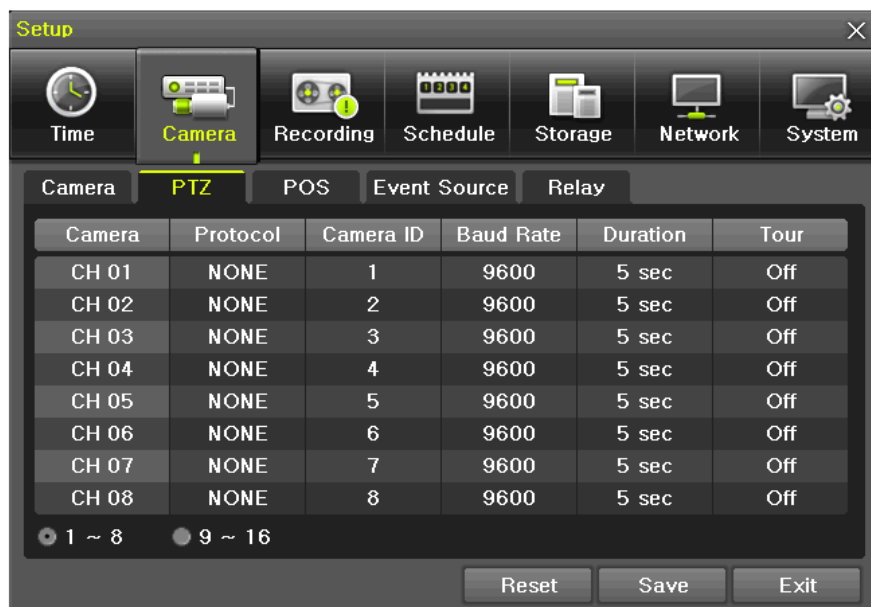 Setup
Time Camera Recording Schedule Storage Network System
Camera PTZ POS Event Source Relay
Camera Protocol Camera ID Baud Rate Duration Tour
CH 01 NONE 1 9600 5 sec Off
CH 02 NONE 2 9600 5 sec Off
CH 03 NONE 3 9600 5 sec Off
CH 04 NONE 4 9600 5 sec Off
CH 05 NONE 5 9600 5 sec Off
CH 06 NONE 6 9600 5 sec Off
CH 07 NONE 7 9600 5 sec Off
CH 08 NONE 8 9600 5 sec Off
1 ~ 8 9 ~ 16
Reset Save Exit